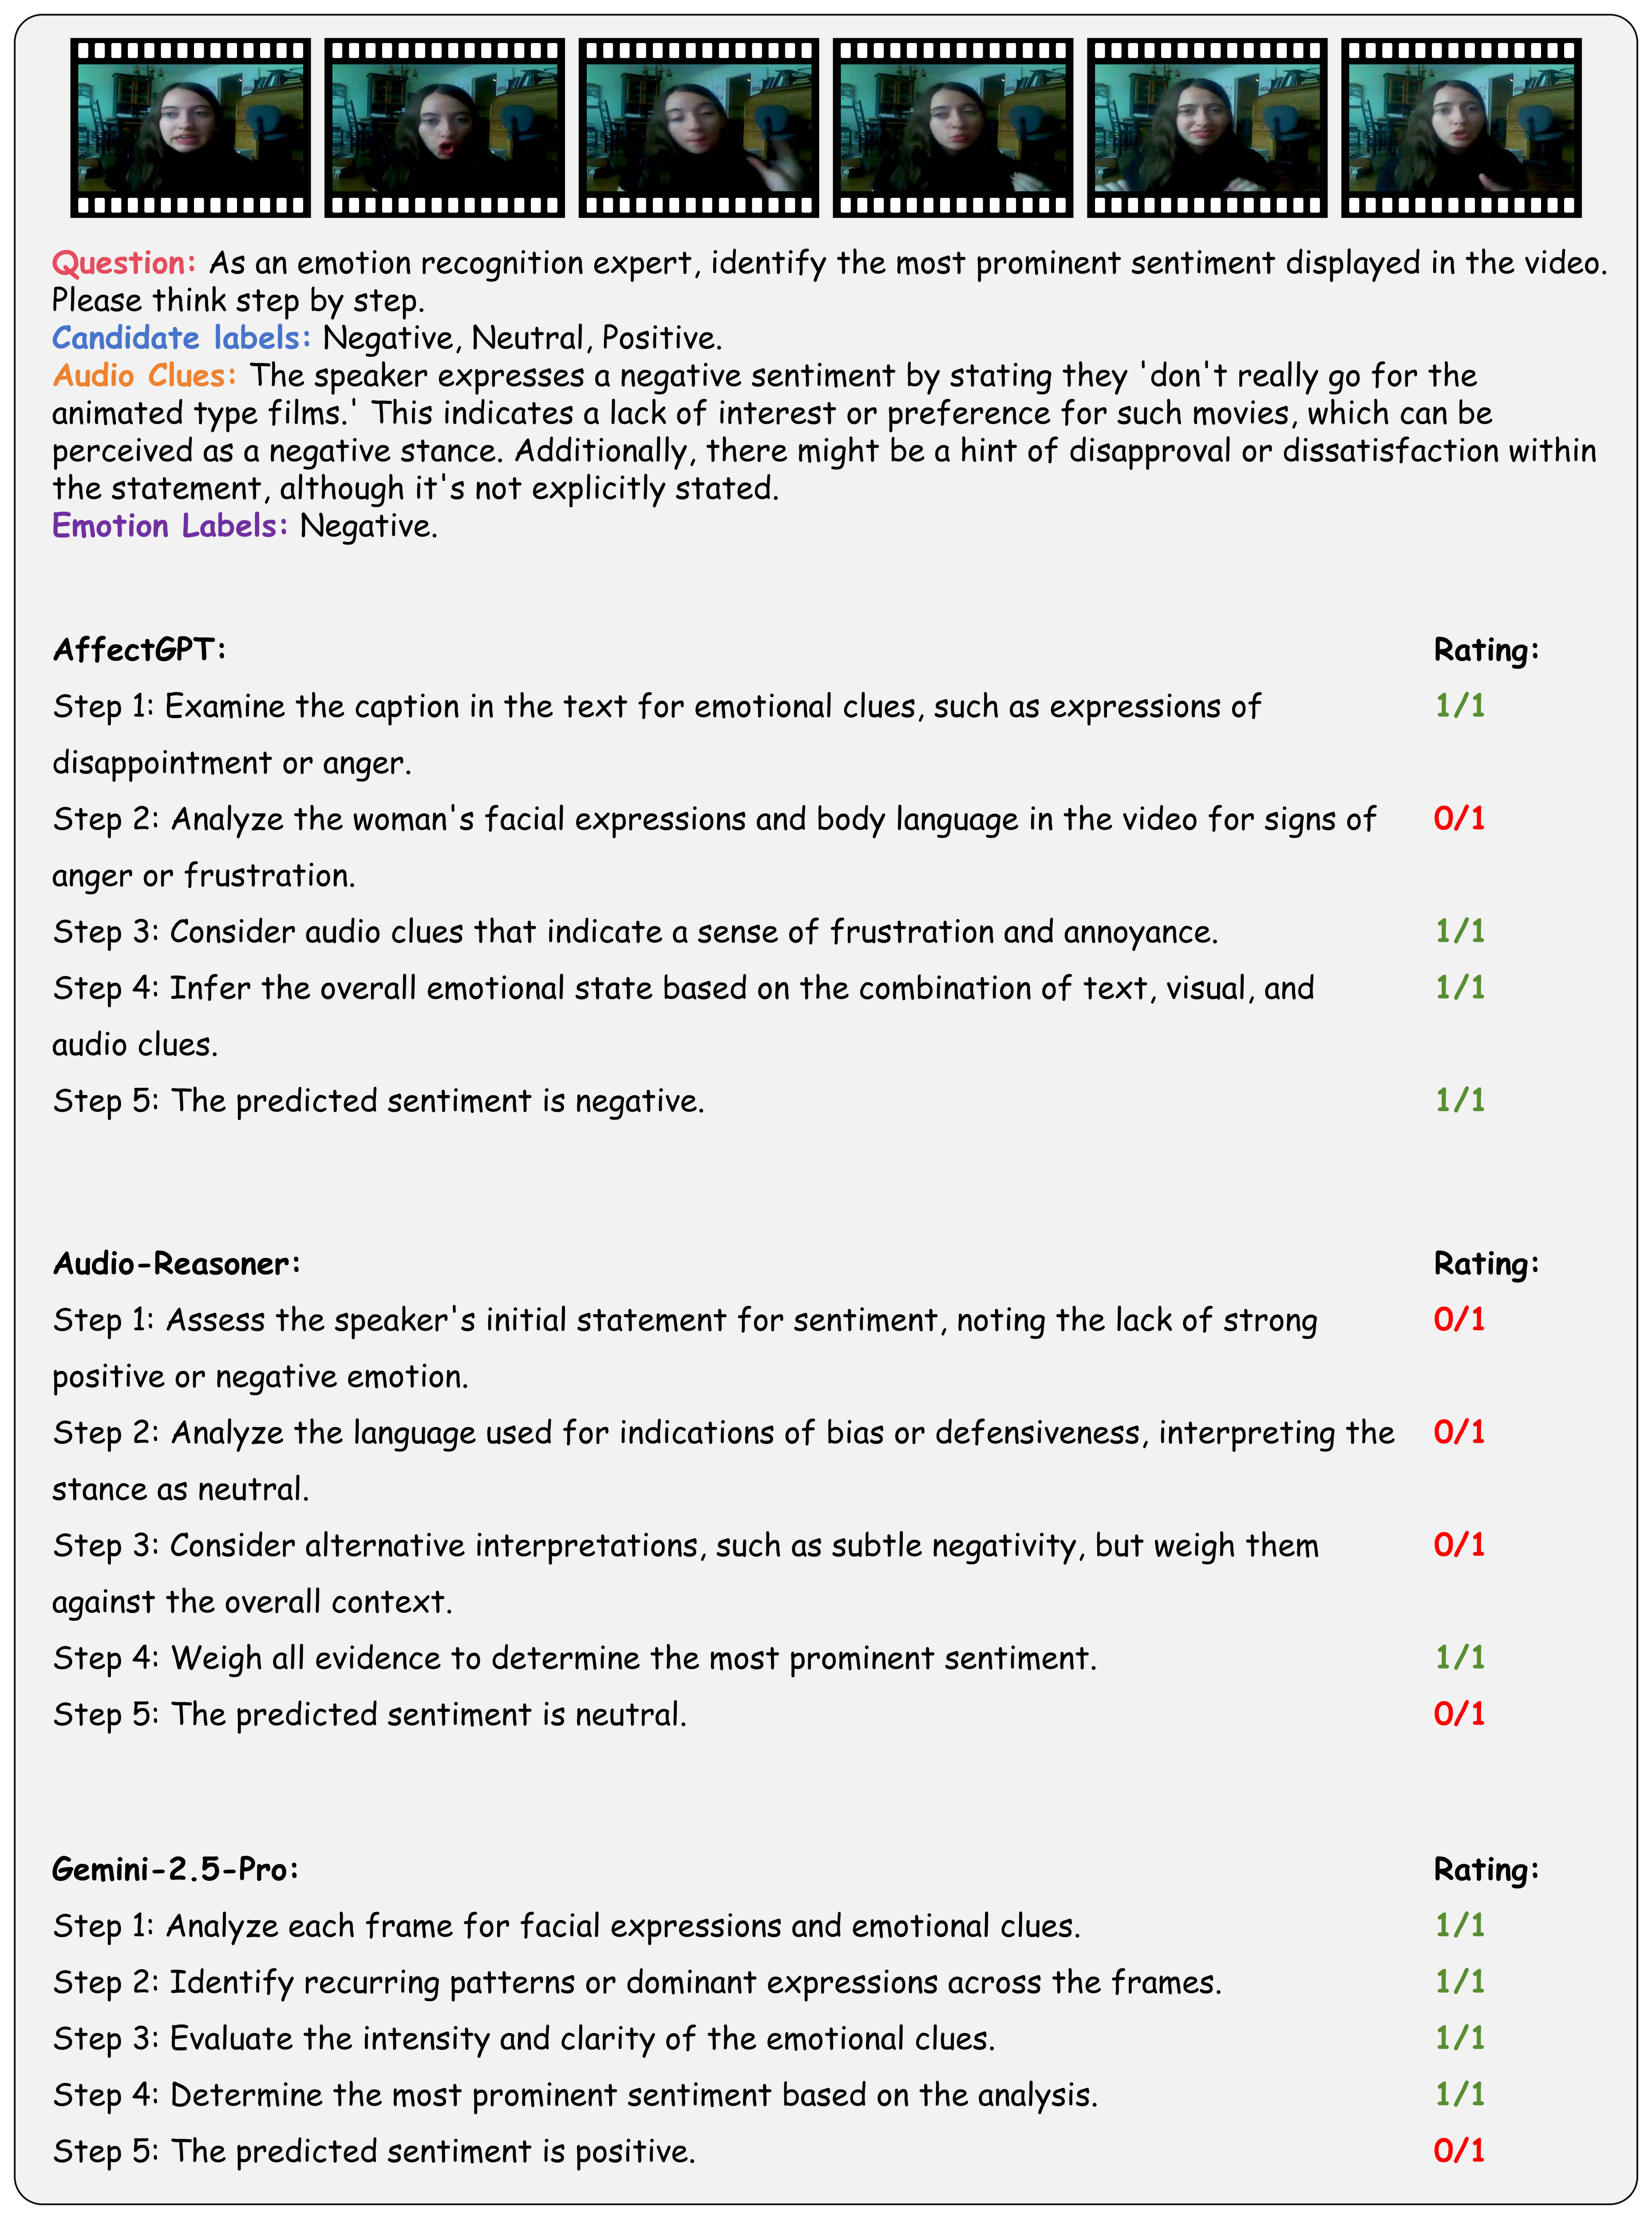 Question: As an emotion recognition expert, identify the most prominent sentiment displayed in the video.
Please think step by step.
Candidate labels: Negative, Neutral, Positive.
Audio Clues: The speaker expresses a negative sentiment by stating they 'don't really go for the
animated type films.' This indicates a lack of interest or preference for such movies, which can be
perceived as a negative stance. Additionally, there might be a hint of disapproval or dissatisfaction within
the statement, although it's not explicitly stated.
Emotion Labels: Negative.
AffectGPT: Rating:
Step 1: Examine the caption in the text for emotional clues, such as expressions of 1/1
disappointment or anger.
Step 2: Analyze the woman's facial expressions and body language in the video for signs of 0/1
anger or frustration.
Step 3: Consider audio clues that indicate a sense of frustration and annoyance. 1/1
Step 4: Infer the overall emotional state based on the combination of text, visual, and 1/1
audio clues.
Step 5: The predicted sentiment is negative. 1/1
Audio-Reasoner: Rating:
Step 1: Assess the speaker's initial statement for sentiment, noting the lack of strong 0/1
positive or negative emotion.
Step 2: Analyze the language used for indications of bias or defensiveness, interpreting the 0/1
stance as neutral.
Step 3: Consider alternative interpretations, such as subtle negativity, but weigh them 0/1
against the overall context.
Step 4: Weigh all evidence to determine the most prominent sentiment. 1/1
Step 5: The predicted sentiment is neutral. 0/1
Gemini-2.5-Pro: Rating:
Step 1: Analyze each frame for facial expressions and emotional clues. 1/1
Step 2: Identify recurring patterns or dominant expressions across the frames. 1/1
Step 3: Evaluate the intensity and clarity of the emotional clues. 1/1
Step 4: Determine the most prominent sentiment based on the analysis. 1/1
Step 5: The predicted sentiment is positive. 0/1